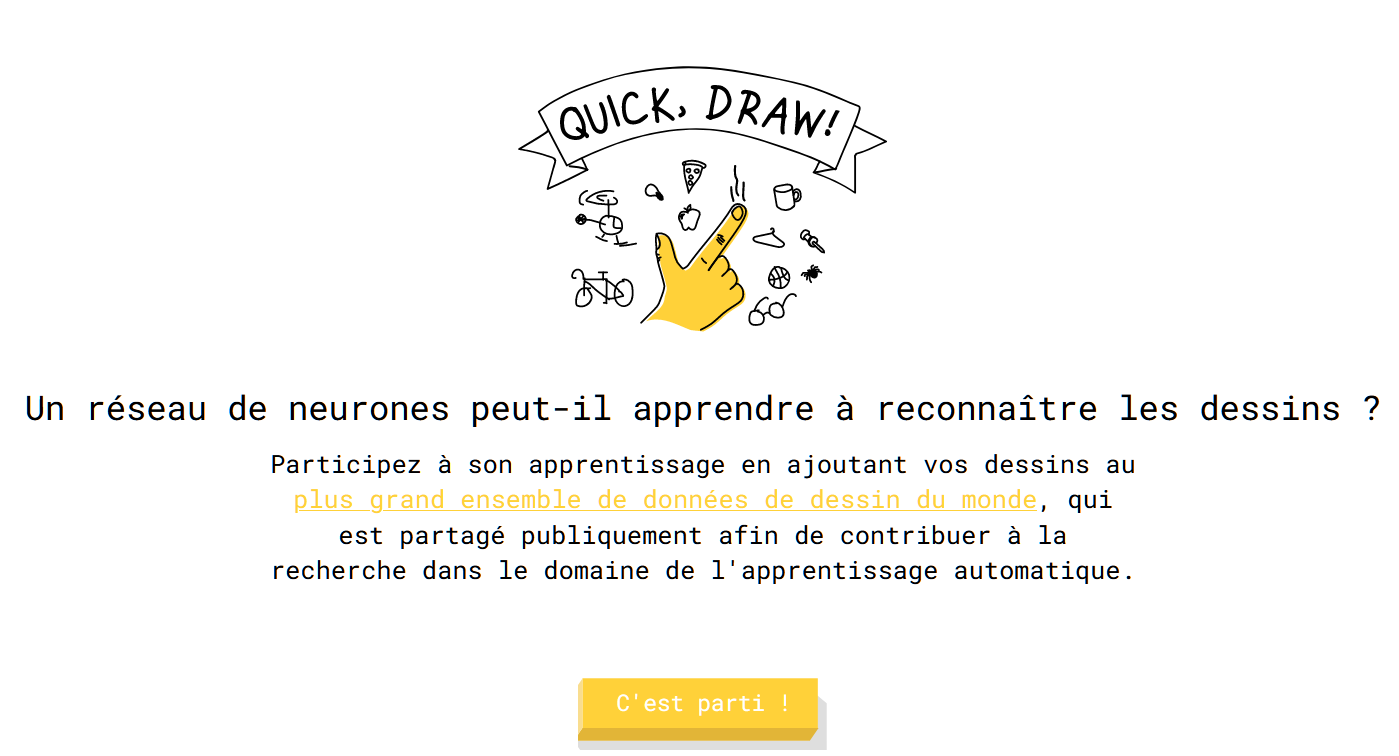 QUICK, DRAW!
Un réseau de neurones peut-il apprendre à reconnaître les dessins ?
Participez à son apprentissage en ajoutant vos dessins au
plus grand ensemble de données de dessin du monde, qui
est partagé publiquement afin de contribuer à la
recherche dans le domaine de l'apprentissage automatique.
C'est parti !